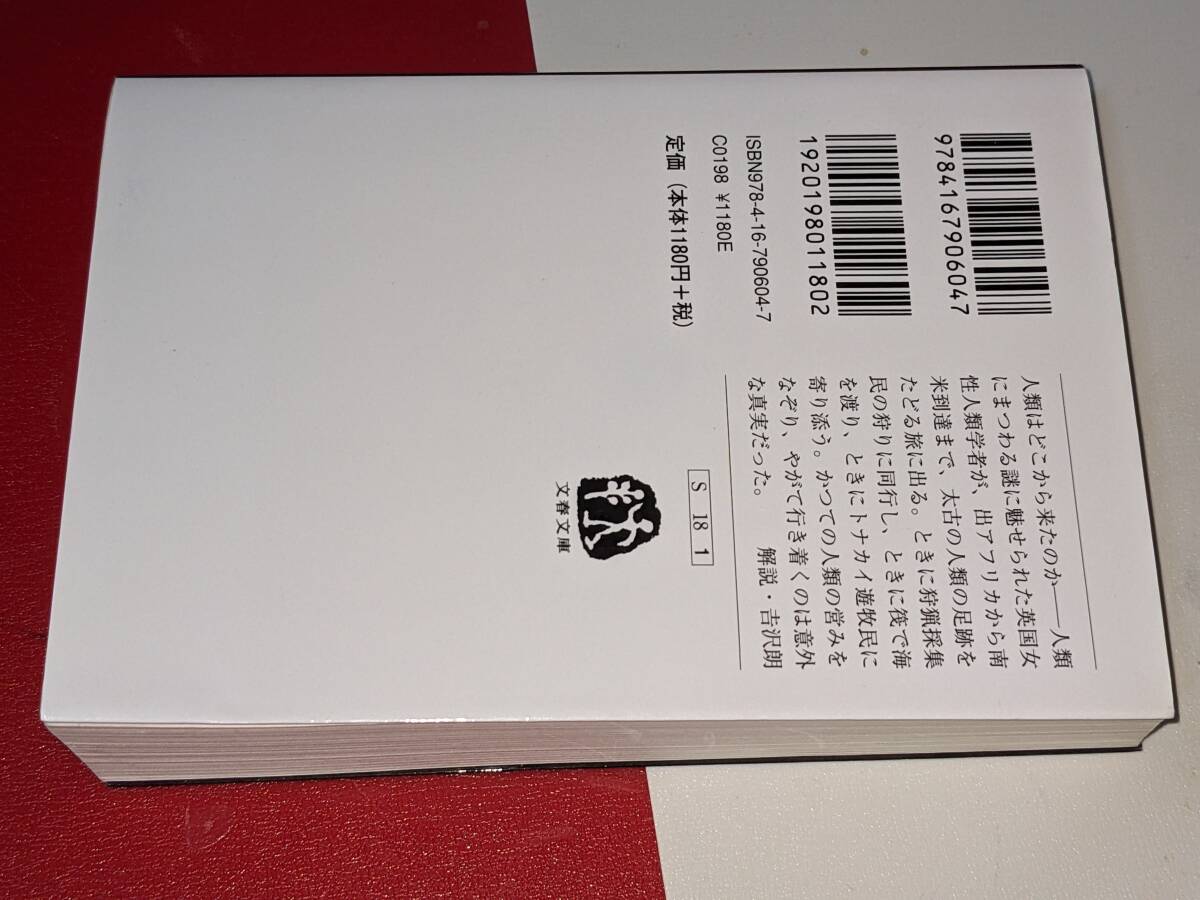 9784167906047
1920198011802
ISBN978-4-16-790604-7
C0198 ¥1180E
定価（本体1180円+税）
人類はどこから来たのか──人類
にまつわる謎に魅せられた英国女
性人類学者が、出アフリカから南
米到達まで、太古の人類の足跡を
たどる旅に出る。ときに狩猟採集
民の狩りに同行し、ときに筏で海
を渡り、ときにトナカイ遊牧民に
寄り添う。かつての人類の営みを
なぞり、やがて行き着くのは意外
な真実だった。　　解説・吉沢朗
S 18 1
文春文庫